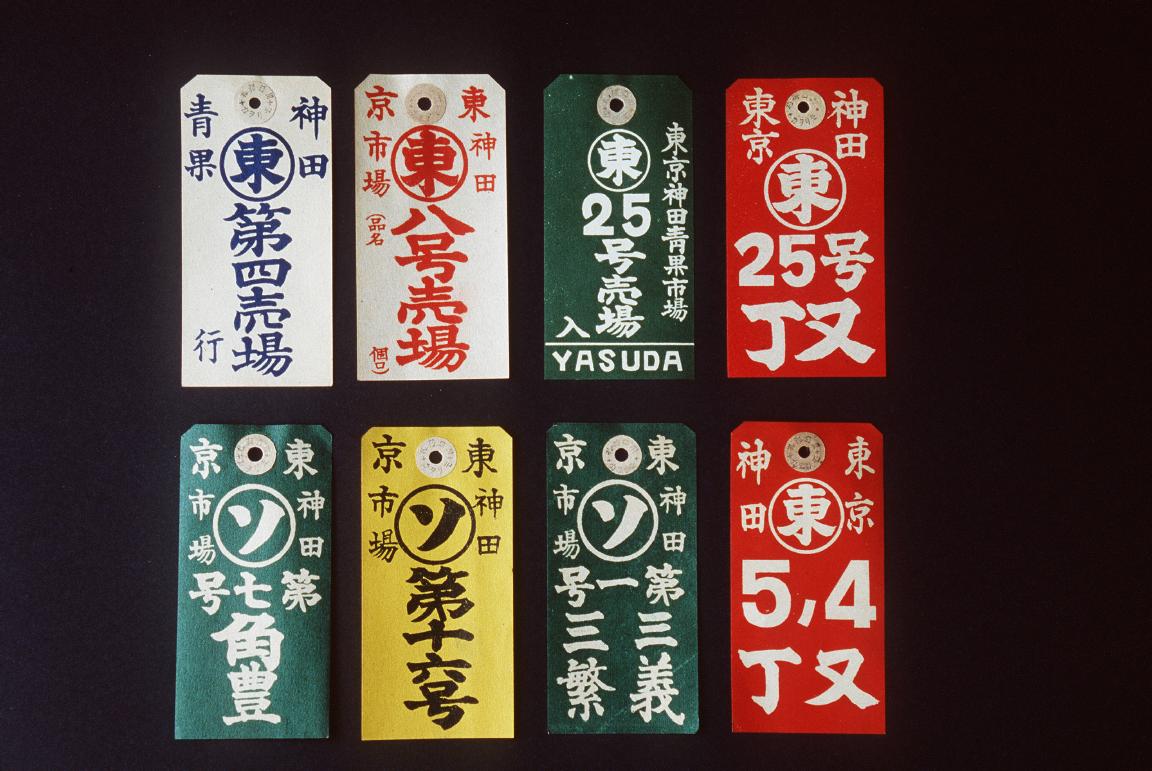 神田
青果
東
第四売場
行
東神田
京市場
東
八号売場
(品名
個口)
東京神田青果市場
東
25
号売場
入
YASUDA
神田
東京
東
25号
丁又
東神田
京市場
ソ
第七号
角豊
東神田
京市場
ソ
第十六号
東神田
京市場
ソ
第一号
三義
三繁
東京
神田
東
5,4
丁又